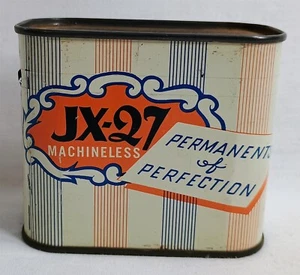 JX-27
MACHINELESS
PERMANENTS
of
PERFECTION